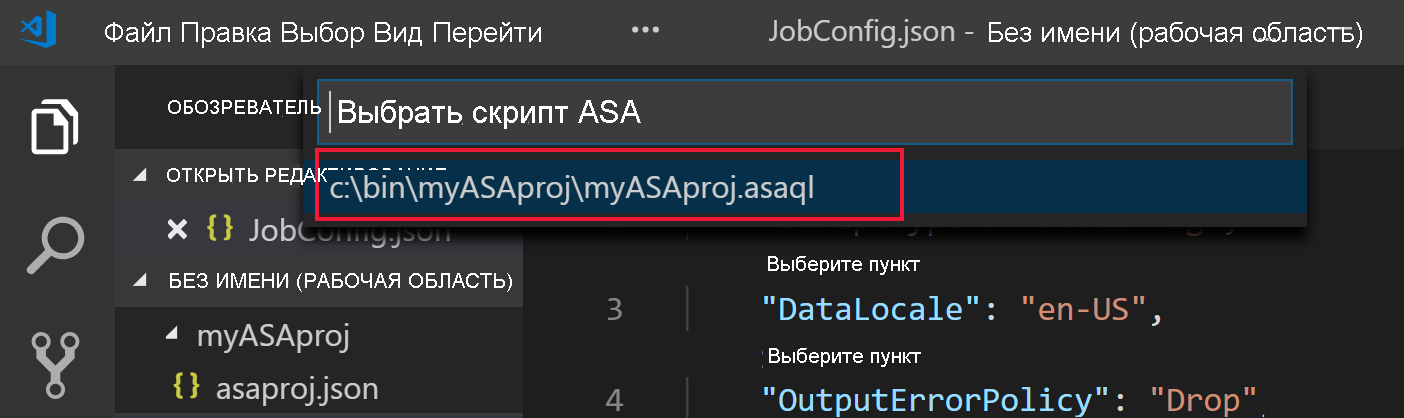 Файл Правка Выбор Вид Перейти ··· JobConfig.json - Без имени (рабочая область)
ОБОЗРЕВАТЕЛЬ
Выбрать скрипт ASA
ОТКРЫТЬ
c:\bin\myASAproj\myASAproj.asaql
JobConfig.json
Выберите пункт
БЕЗ ИМЕНИ (РАБОЧАЯ ОБЛАСТЬ)
3 "DataLocale": "en-US",
myASAproj
Выберите пункт
{} asaproj.json
4 "OutputErrorPolicy": "Drop",